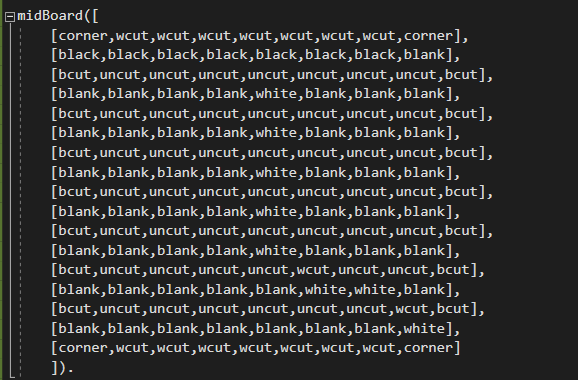 midBoard([
[corner,wcut,wcut,wcut,wcut,wcut,wcut,wcut,corner],
[black,black,black,black,black,black,black,blank],
[bcut,uncut,uncut,uncut,uncut,uncut,uncut,uncut,bcut],
[blank,blank,blank,blank,white,blank,blank,blank],
[bcut,uncut,uncut,uncut,uncut,uncut,uncut,uncut,bcut],
[blank,blank,blank,blank,white,blank,blank,blank],
[bcut,uncut,uncut,uncut,uncut,uncut,uncut,uncut,bcut],
[blank,blank,blank,blank,white,blank,blank,blank],
[bcut,uncut,uncut,uncut,uncut,uncut,uncut,uncut,bcut],
[blank,blank,blank,blank,white,blank,blank,blank],
[bcut,uncut,uncut,uncut,uncut,uncut,uncut,uncut,bcut],
[blank,blank,blank,blank,white,blank,blank,blank],
[bcut,uncut,uncut,uncut,uncut,wcut,uncut,uncut,bcut],
[blank,blank,blank,blank,blank,white,white,blank],
[bcut,uncut,uncut,uncut,uncut,uncut,uncut,wcut,bcut],
[blank,blank,blank,blank,blank,blank,blank,white],
[corner,wcut,wcut,wcut,wcut,wcut,wcut,wcut,corner]
]).